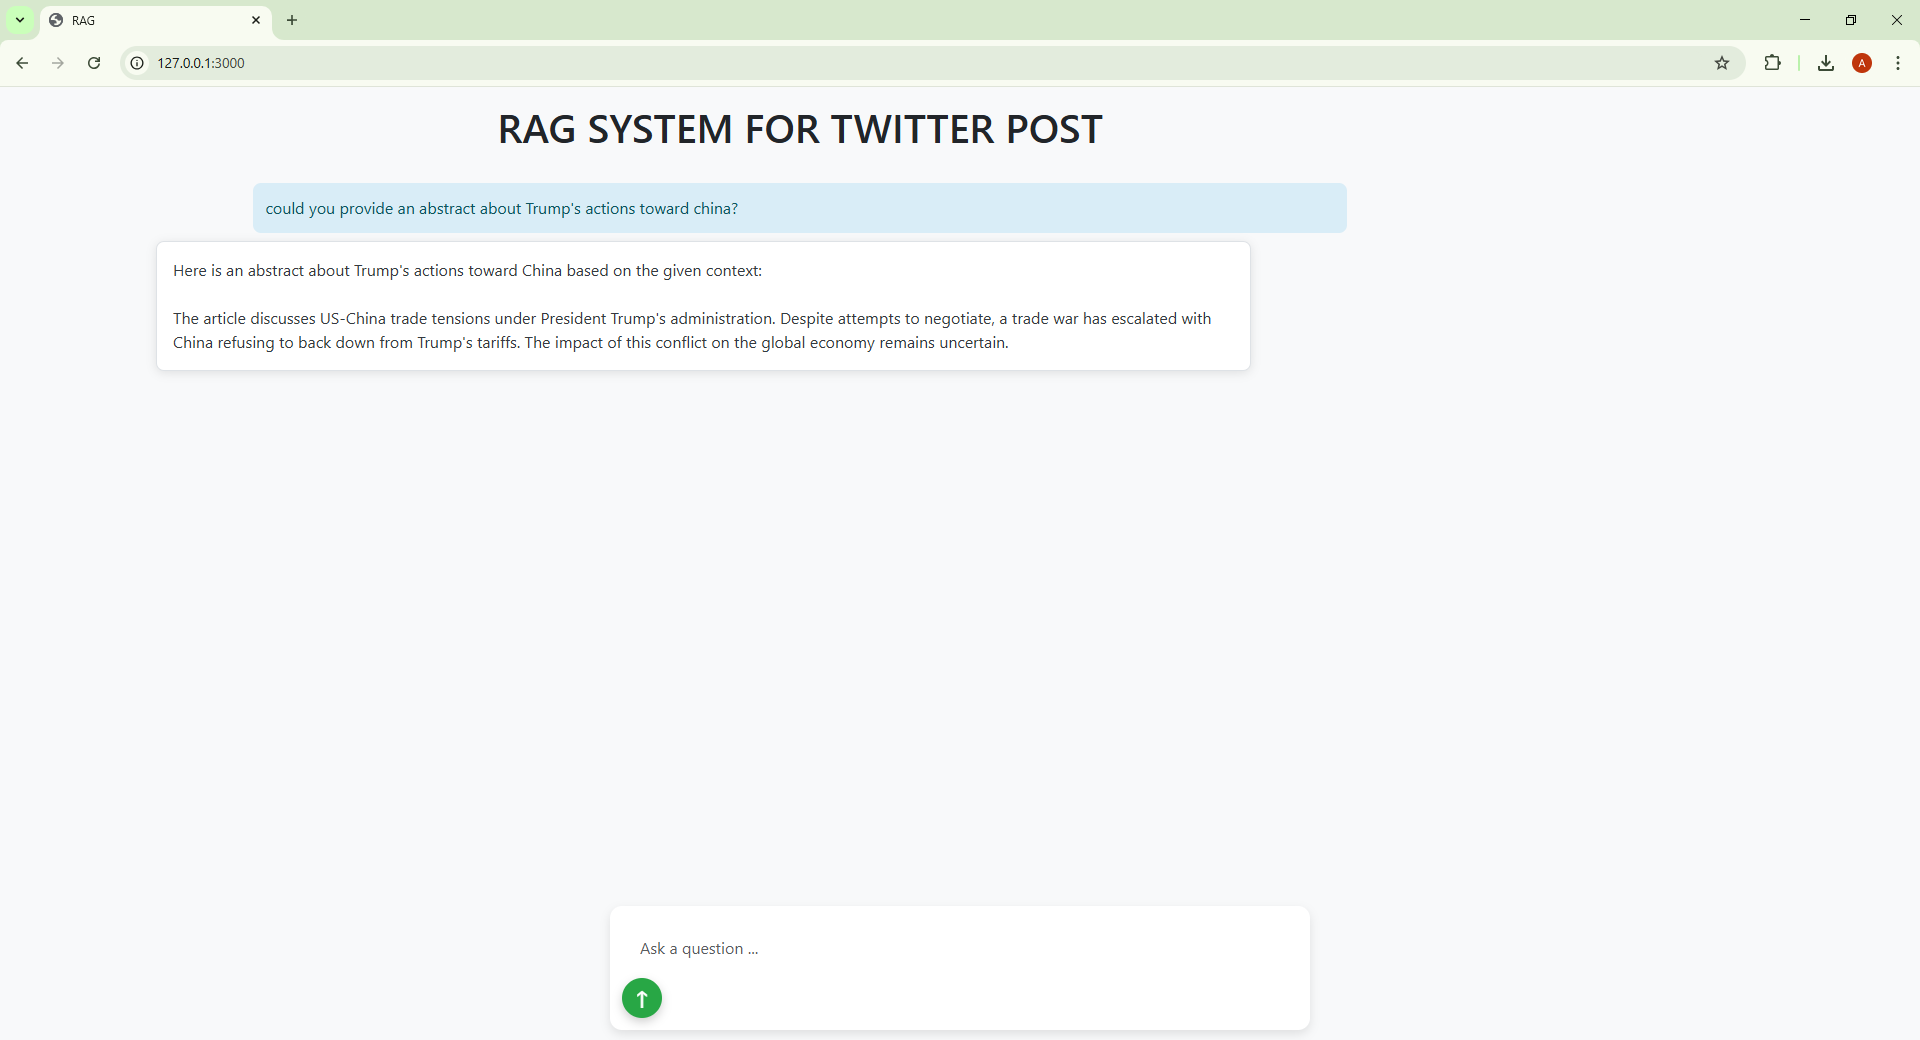 RAG
127.0.0.1:3000
A
RAG SYSTEM FOR TWITTER POST
could you provide an abstract about Trump's actions toward china?
Here is an abstract about Trump's actions toward China based on the given context:
The article discusses US-China trade tensions under President Trump's administration. Despite attempts to negotiate, a trade war has escalated with
China refusing to back down from Trump's tariffs. The impact of this conflict on the global economy remains uncertain.
Ask a question ...